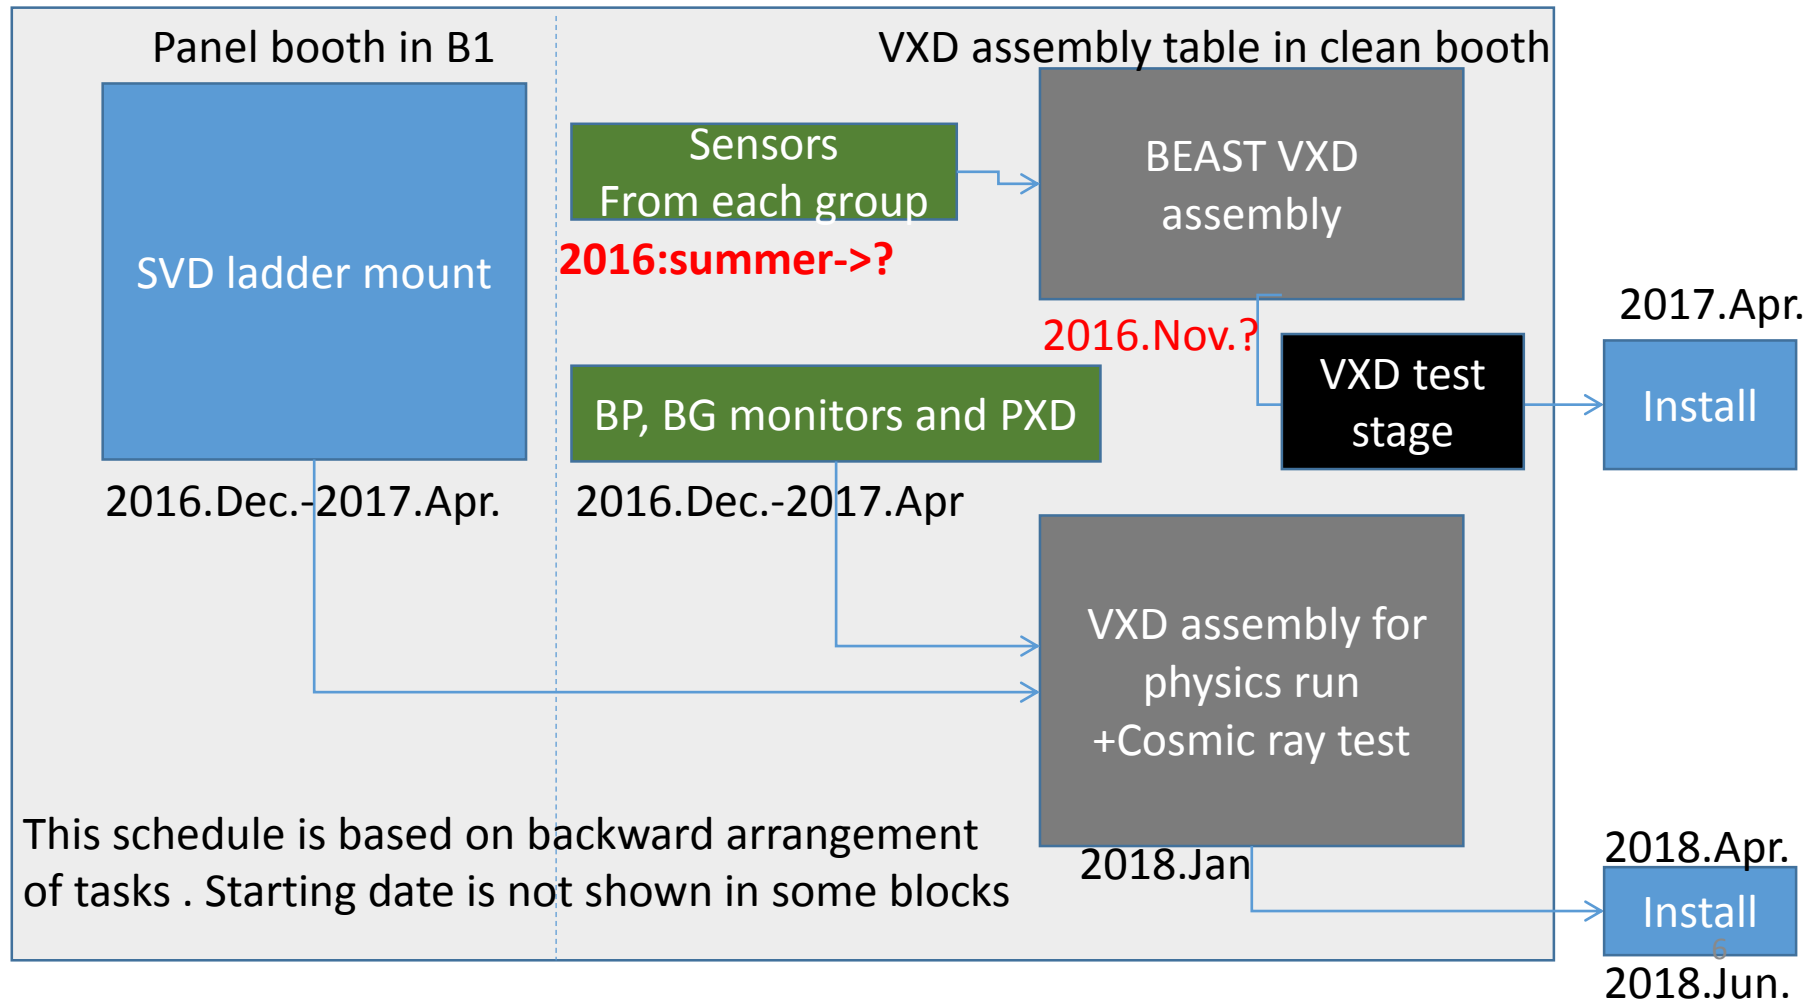 Panel booth in B1
VXD assembly table in clean booth
SVD ladder mount
Sensors
From each group
2016:summer->?
BEAST VXD
assembly
2016.Nov.?
VXD test
stage
2017.Apr.
Install
BP, BG monitors and PXD
2016.Dec.-2017.Apr.
2016.Dec.-2017.Apr
VXD assembly for
physics run
+Cosmic ray test
2018.Jan
This schedule is based on backward arrangement
of tasks . Starting date is not shown in some blocks
2018.Apr.
Install
6
2018.Jun.